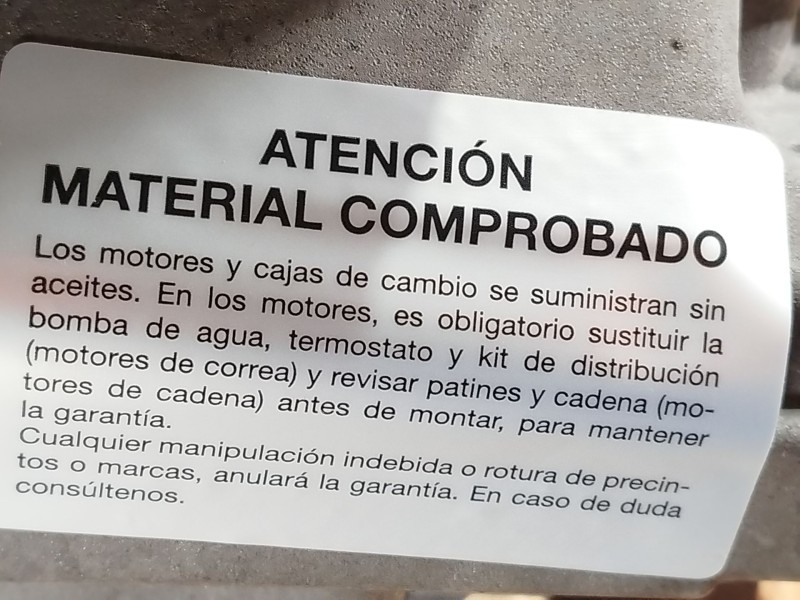 ATENCIÓN
MATERIAL COMPROBADO
Los motores y cajas de cambio se suministran sin
aceites. En los motores, es obligatorio sustituir la
bomba de agua, termostato y kit de distribución
(motores de correa) y revisar patines y cadena (mo-
tores de cadena) antes de montar, para mantener
la garantía.
Cualquier manipulación indebida o rotura de precin-
tos o marcas, anulará la garantía. En caso de duda
consúltenos.